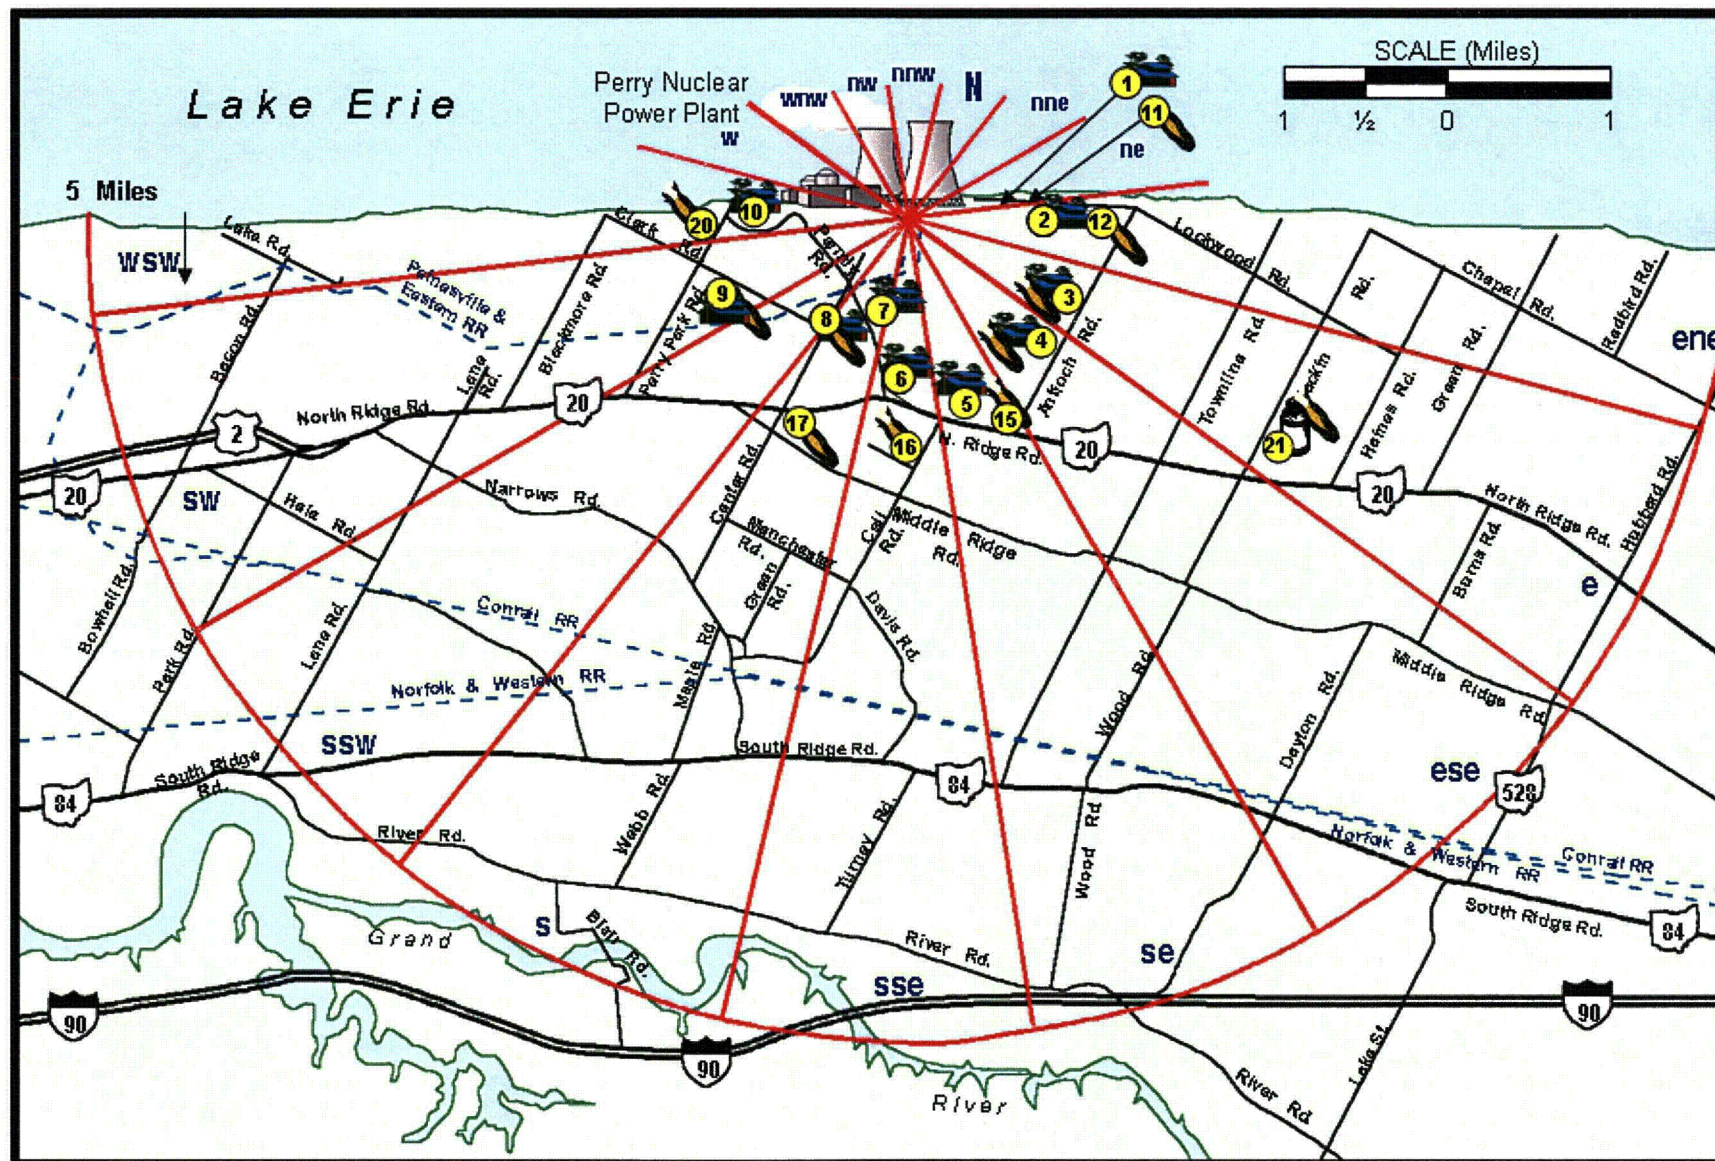 SCALE (Miles)
1 ½ 0 1
Lake Erie
Perry Nuclear
Power Plant
w
wnw
nw
nnw
N
nne
ne
1
11
5 Miles
wsw
Lake Rd.
Painesville &
Eastern RR
Clark Rd.
20
10
Parmly Rd.
2
12
Lockwood Rd.
Chapel Rd.
Redbird Rd.
ene
Bacon Rd.
Blackmore Rd.
Perry Park Rd.
Lane Rd.
9
8
7
3
4
6
5
15
Antioch Rd.
Townline Rd.
Rd.
Haines Rd.
Green Rd.
21
North Ridge Rd.
20
2
20
17
16
N. Ridge Rd.
20
20
North Ridge Rd.
Hubbard Rd.
sw
Hale Rd.
Narrows Rd.
Center Rd.
Manchester Rd.
Call Rd.
Middle Ridge Rd.
Green Rd.
Davis Rd.
Burns Rd.
e
Bowhall Rd.
Park Rd.
Lane Rd.
Conrail RR
Norfolk & Western RR
Maple Rd.
Wood Rd.
Dayton Rd.
Middle Ridge Rd.
ssw
South Ridge Rd.
South Ridge Rd.
84
84
ese
528
River Rd.
Webb Rd.
Turney Rd.
Wood Rd
Norfolk & Western RR
Conrail RR
South Ridge Rd.
84
s
Blair Rd.
Grand
River Rd.
sse
se
90
90
90
River
River Rd
Lake St.